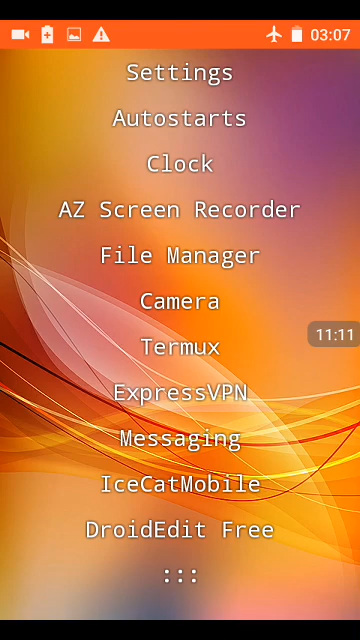 03:07
Settings
Autostarts
Clock
AZ Screen Recorder
File Manager
Camera
11:11
Termux
ExpressVPN
Messaging
IceCatMobile
DroidEdit Free
:::